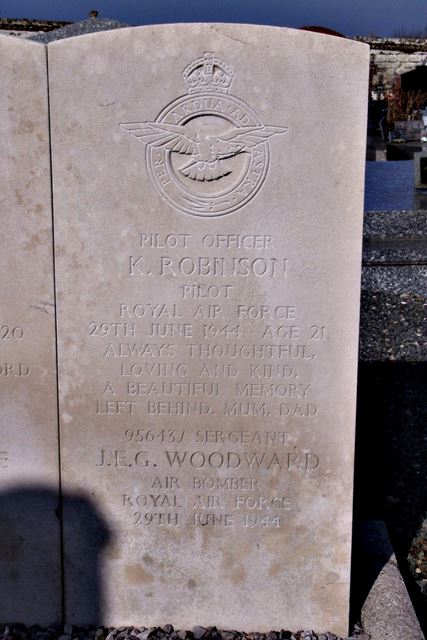 PER ARDUA AD ASTRA
PILOT OFFICER
K. ROBINSON
PILOT
ROYAL AIR FORCE
29TH JUNE 1944 AGE 21
ALWAYS THOUGHTFUL,
LOVING AND KIND.
A BEAUTIFUL MEMORY
LEFT BEHIND. MUM, DAD
956437 SERGEANT
J.E.G. WOODWARD
AIR BOMBER
ROYAL AIR FORCE
29TH JUNE 1944